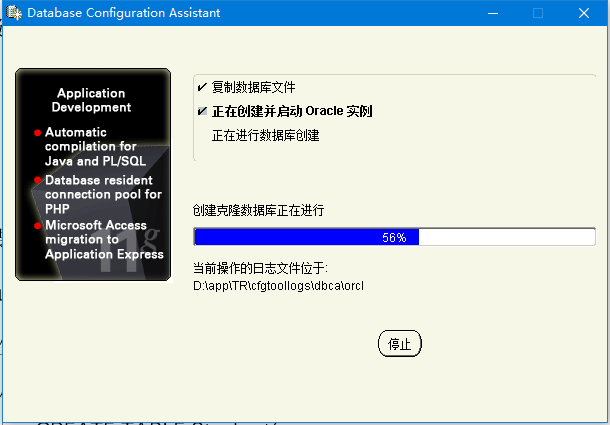 Database Configuration Assistant
Application
Development
Automatic
compilation for
Java and PL/SQL
Database resident
connection pool for
PHP
Microsoft Access
migration to
Application Express
11g
复制数据库文件
正在创建并启动 Oracle 实例
正在进行数据库创建
创建克隆数据库正在进行
56%
当前操作的日志文件位于:
D:\app\TR\cfgtoollogs\dbca\orcl
停止